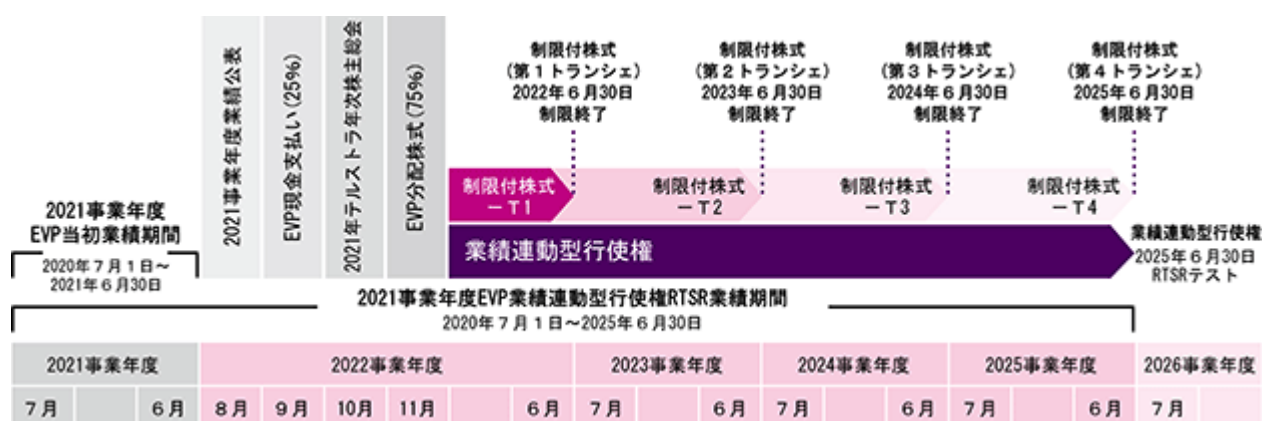 2021事業年度
EVP当初業績期間
2020年7月1日～
2021年6月30日
2021事業年度業績公表
EVP現金支払い(25%)
2021年テルストラ年次株主総会
EVP分配株式(75%)
制限付株式
(第1トランシェ)
2022年6月30日
制限終了
制限付株式
(第2トランシェ)
2023年6月30日
制限終了
制限付株式
(第3トランシェ)
2024年6月30日
制限終了
制限付株式
(第4トランシェ)
2025年6月30日
制限終了
制限付株式
－T1
制限付株式
－T2
制限付株式
－T3
制限付株式
－T4
業績連動型行使権
業績連動型行使権
2025年6月30日
RTSRテスト
2021事業年度EVP業績連動型行使権RTSR業績期間
2020年7月1日～2025年6月30日
2021事業年度 2022事業年度 2023事業年度 2024事業年度 2025事業年度 2026事業年度
7月 6月 8月 9月 10月 11月 6月 7月 6月 7月 6月 7月 6月 7月